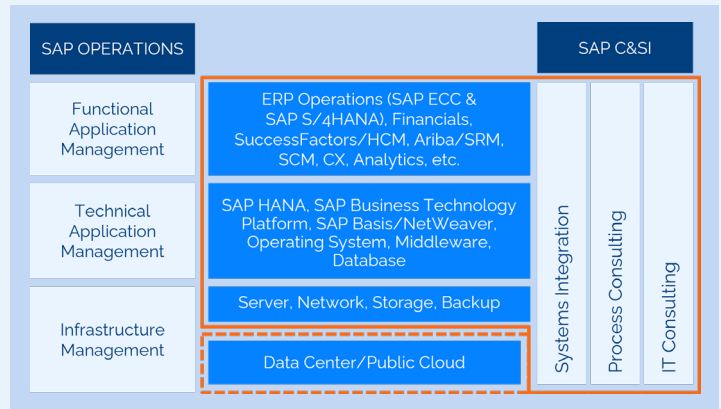 SAP OPERATIONS
SAP C&SI
Functional
Application
Management
ERP Operations (SAP ECC &
SAP S/4HANA), Financials,
SuccessFactors/HCM, Ariba/SRM,
SCM, CX, Analytics, etc.
Technical
Application
Management
SAP HANA, SAP Business Technology
Platform, SAP Basis/NetWeaver,
Operating System, Middleware,
Database
Infrastructure
Management
Server, Network, Storage, Backup
Data Center/Public Cloud
Systems Integration
Process Consulting
IT Consulting